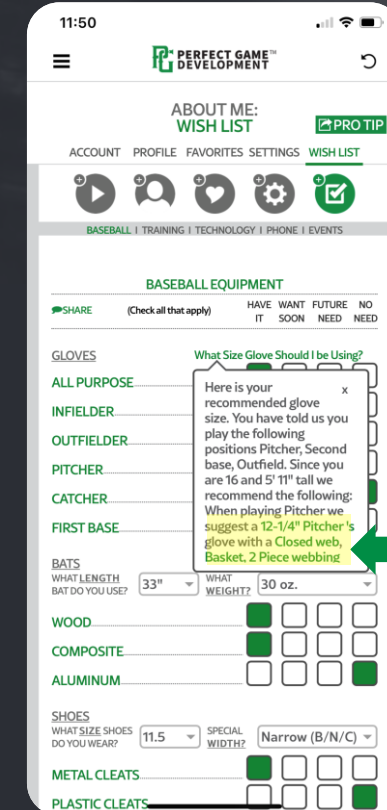 11:50
PG PERFECT GAME™
DEVELOPMENT
ABOUT ME:
WISH LIST
PRO TIP
ACCOUNT PROFILE FAVORITES SETTINGS WISH LIST
BASEBALL | TRAINING | TECHNOLOGY | PHONE | EVENTS
BASEBALL EQUIPMENT
SHARE (Check all that apply) HAVE IT WANT SOON FUTURE NEED NO NEED
GLOVES What Size Glove Should I be Using?
ALL PURPOSE
INFIELDER
OUTFIELDER
PITCHER
CATCHER
FIRST BASE
Here is your x
recommended glove
size. You have told us you
play the following
positions Pitcher, Second
base, Outfield. Since you
are 16 and 5' 11" tall we
recommend the following:
When playing Pitcher we
suggest a 12-1/4" Pitcher 's
glove with a Closed web,
Basket, 2 Piece webbing
BATS
WHAT LENGTH BAT DO YOU USE? 33" WHAT WEIGHT? 30 oz.
WOOD
COMPOSITE
ALUMINUM
SHOES
WHAT SIZE SHOES DO YOU WEAR? 11.5 SPECIAL WIDTH? Narrow (B/N/C)
METAL CLEATS
PLASTIC CLEATS